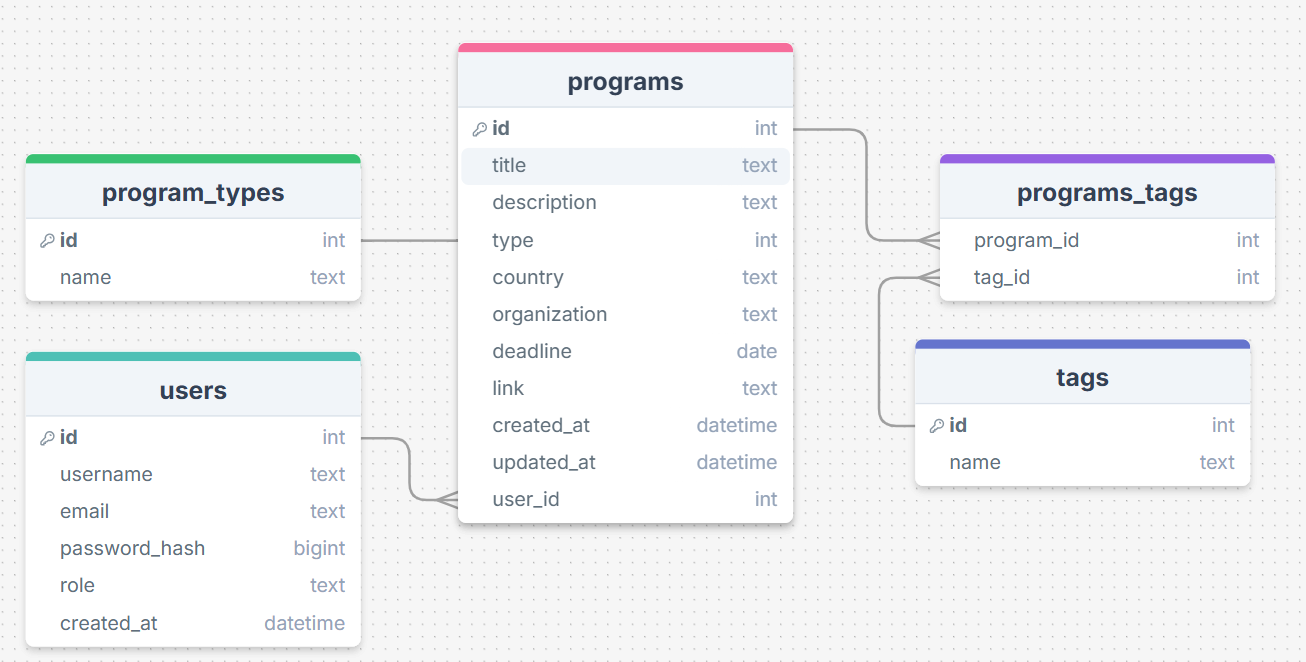 program_types
id int
name text
users
id int
username text
email text
password_hash bigint
role text
created_at datetime
programs
id int
title text
description text
type int
country text
organization text
deadline date
link text
created_at datetime
updated_at datetime
user_id int
programs_tags
program_id int
tag_id int
tags
id int
name text